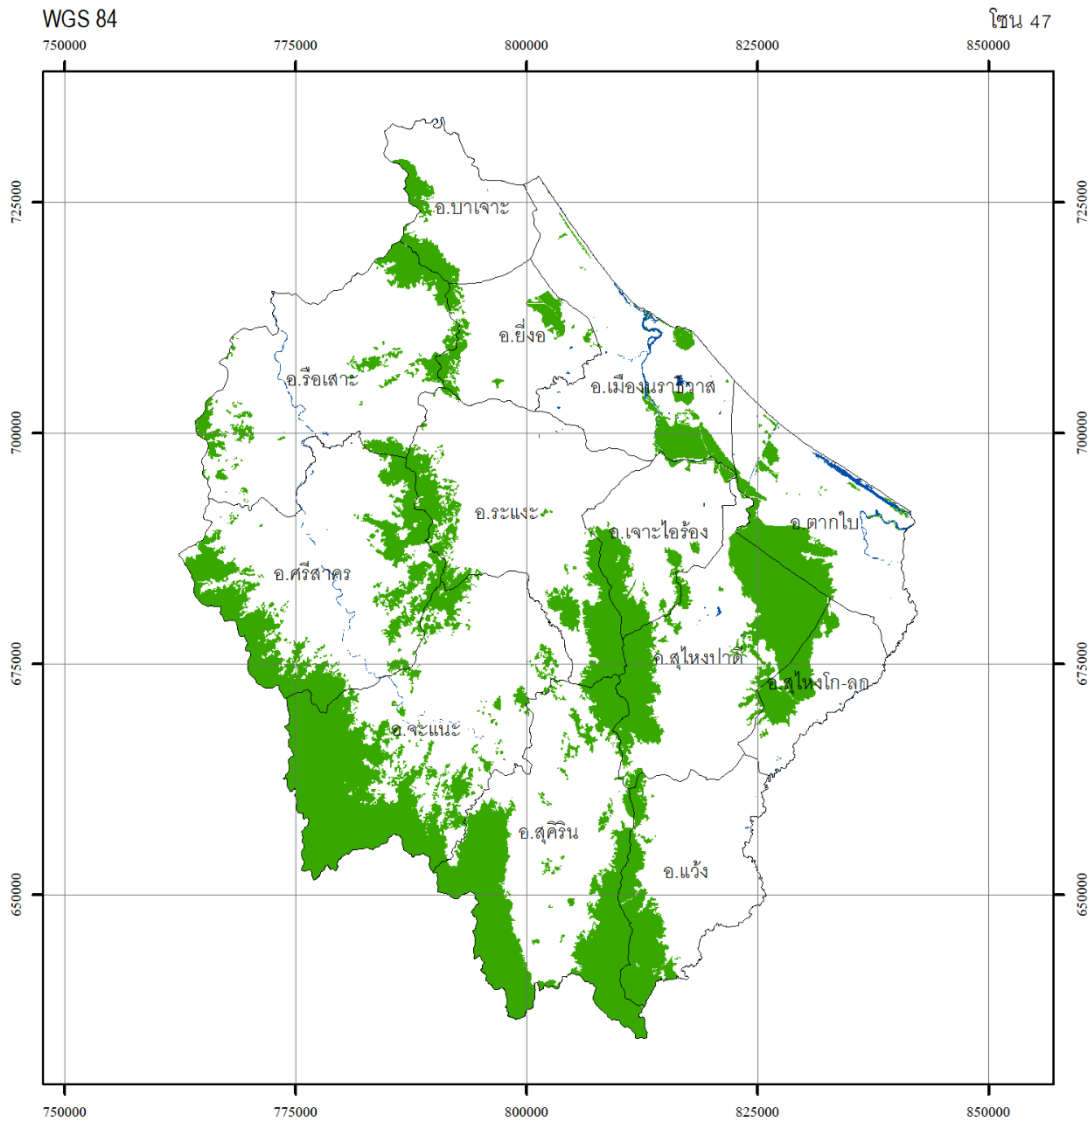 WGS 84
โซน 47
750000 775000 800000 825000 850000
725000 725000
อ.บาเจาะ
อ.ยี่งอ
อ.รือเสาะ
อ.เมืองนราธิวาส
700000 700000
อ.ระแงะ
อ.เจาะไอร้อง
อ.ตากใบ
อ.ศรีสาคร
675000 675000
อ.สุไหงปาดี
อ.สุไหงโก-ลก
อ.จะแนะ
อ.สุคิริน
อ.แว้ง
650000 650000
750000 775000 800000 825000 850000